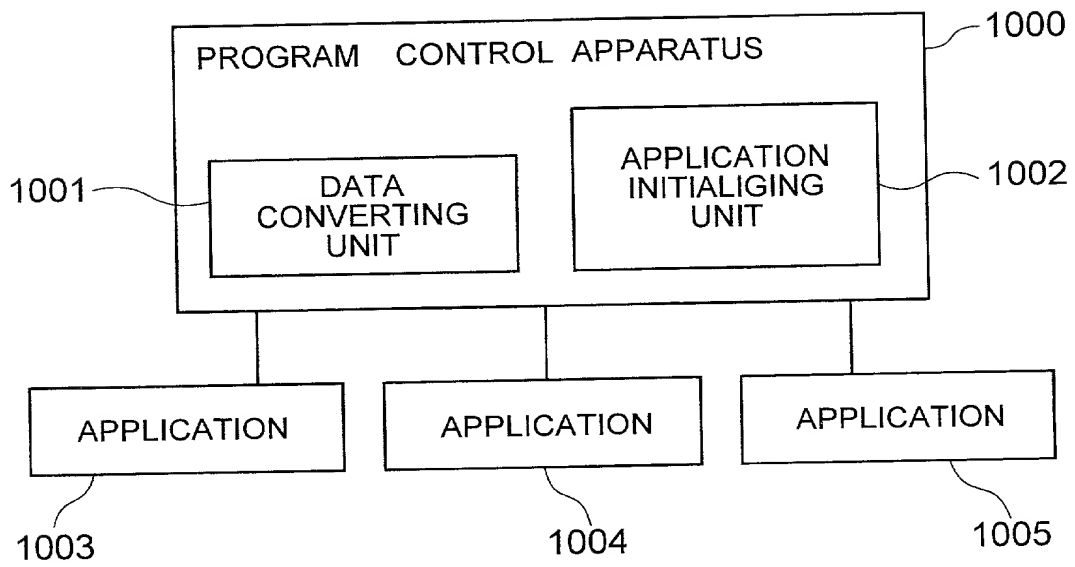 1000
PROGRAM CONTROL APPARATUS
1001
DATA
CONVERTING
UNIT
APPLICATION
INITIALIGING
UNIT
1002
APPLICATION
APPLICATION
APPLICATION
1003
1004
1005